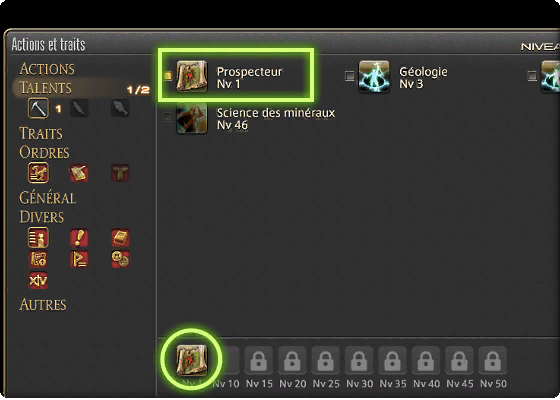 Actions et traits
NIVEA
ACTIONS
TALENTS 1/2
1
TRAITS
ORDRES
GÉNÉRAL
DIVERS
XIV
AUTRES
Prospecteur
Nv 1
Géologie
Nv 3
Science des minéraux
Nv 46
Nv 10 Nv 15 Nv 20 Nv 25 Nv 30 Nv 35 Nv 40 Nv 45 Nv 50